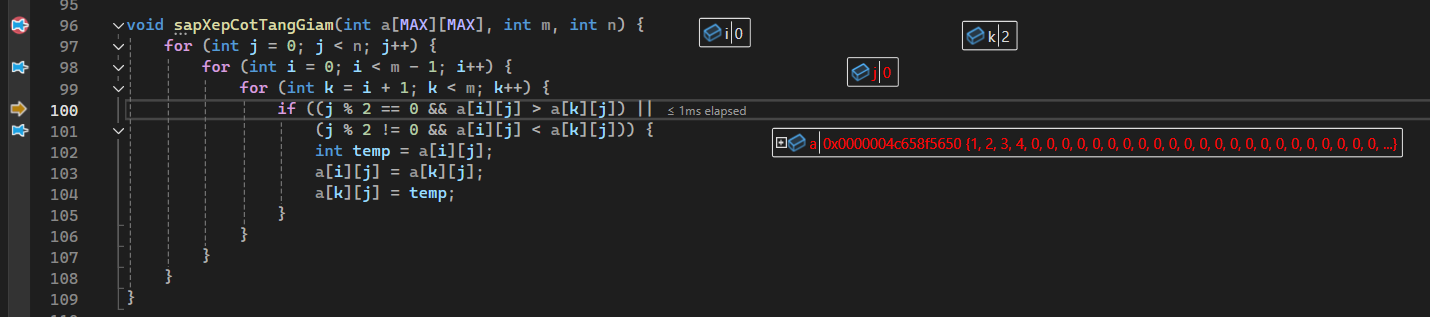 95
96 void sapXepCotTangGiam(int a[MAX][MAX], int m, int n) { i 0 k 2
97 for (int j = 0; j < n; j++) {
98 for (int i = 0; i < m - 1; i++) { j 0
99 for (int k = i + 1; k < m; k++) {
100 if ((j % 2 == 0 && a[i][j] > a[k][j]) || ≤ 1ms elapsed
101 (j % 2 != 0 && a[i][j] < a[k][j])) {
102 int temp = a[i][j]; a 0x0000004c658f5650 {1, 2, 3, 4, 0, 0, 0, 0, 0, 0, 0, 0, 0, 0, 0, 0, 0, 0, 0, 0, 0, 0, 0, 0, 0, 0, 0, ...}
103 a[i][j] = a[k][j];
104 a[k][j] = temp;
105 }
106 }
107 }
108 }
109 }